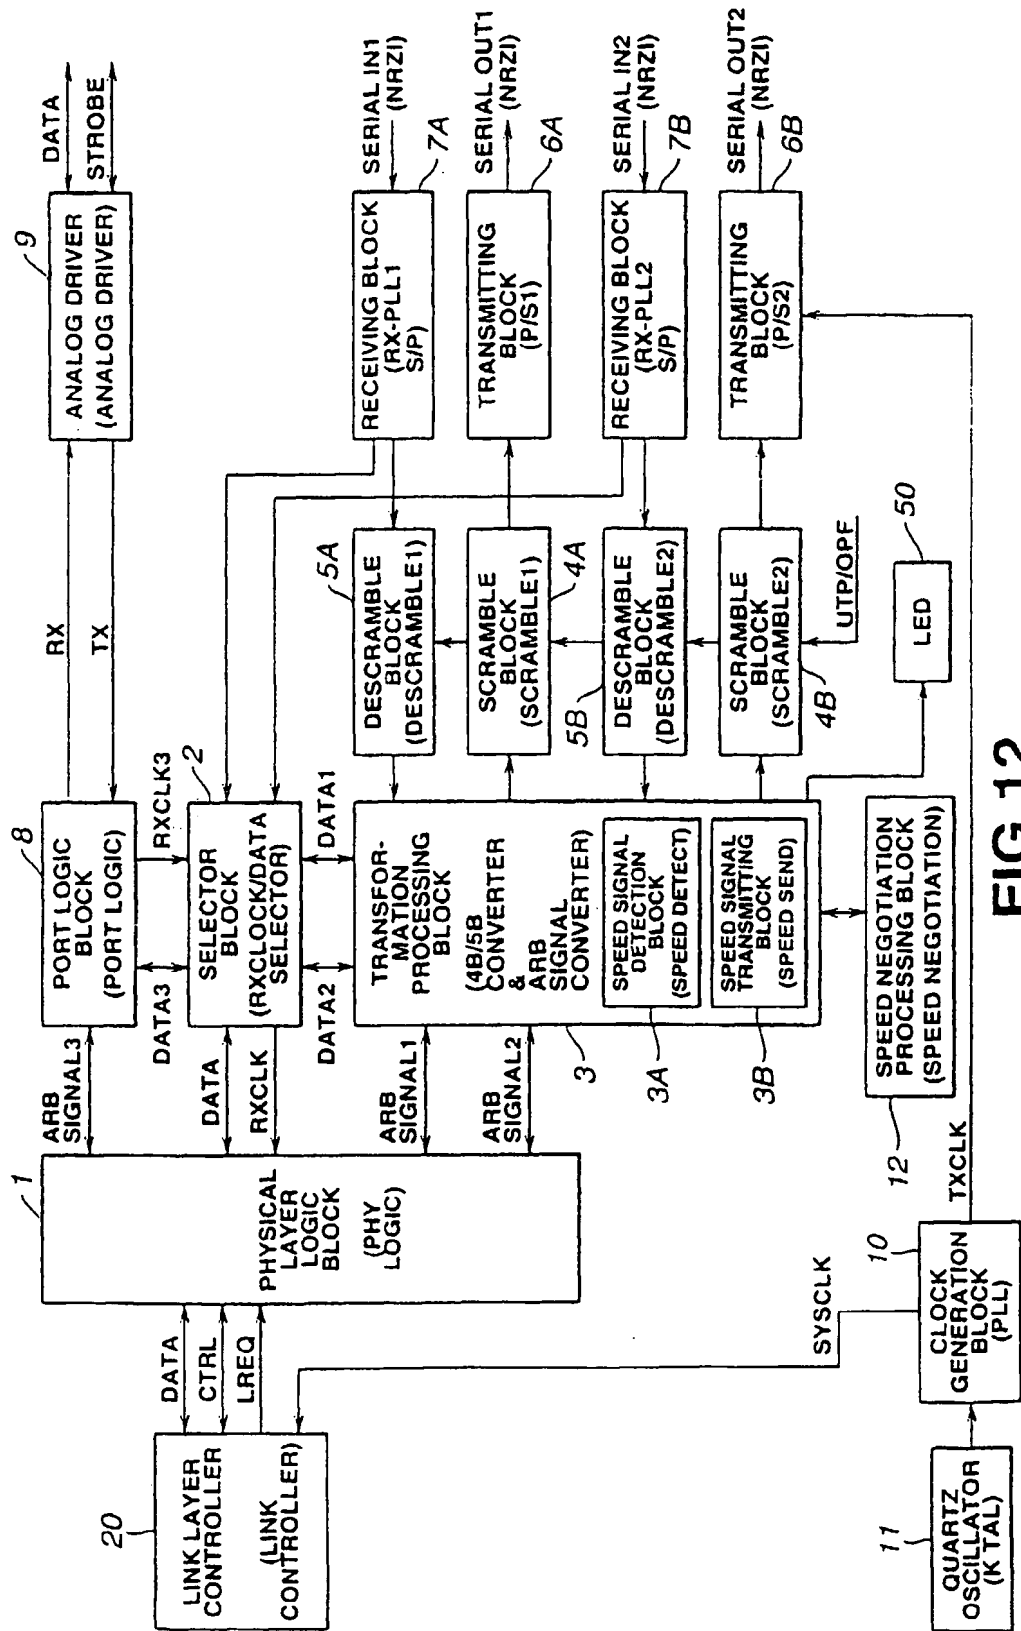 20
LINK LAYER
CONTROLLER
(LINK
CONTROLLER)
DATA
CTRL
LREQ
SYSCLK
1
PHYSICAL
LAYER
LOGIC
BLOCK
(PHY
LOGIC)
ARB
SIGNAL3
DATA
RXCLK
ARB
SIGNAL1
ARB
SIGNAL2
8
PORT LOGIC
BLOCK
(PORT LOGIC)
DATA3
RXCLK3
2
SELECTOR
BLOCK
(RXCLOCK/DATA
SELECTOR)
DATA2
DATA1
TRANSFOR-
MATION
PROCESSING
BLOCK
(4B/5B
CONVERTER
&
ARB
SIGNAL
CONVERTER)
3
SPEED SIGNAL
DETECTION
BLOCK
(SPEED DETECT)
3A
SPEED SIGNAL
TRANSMITTING
BLOCK
(SPEED SEND)
3B
SPEED NEGOTIATION
PROCESSING BLOCK
(SPEED NEGOTIATION)
12
RX
TX
9
ANALOG DRIVER
(ANALOG DRIVER)
DATA
STROBE
5A
DESCRAMBLE
BLOCK
(DESCRAMBLE1)
SCRAMBLE
BLOCK
(SCRAMBLE1)
4A
5B
DESCRAMBLE
BLOCK
(DESCRAMBLE2)
SCRAMBLE
BLOCK
(SCRAMBLE2)
4B
UTP/OPF
LED
50
RECEIVING BLOCK
(RX-PLL1
S/P)
7A
SERIAL IN1
(NRZI)
TRANSMITTING
BLOCK
(P/S1)
6A
SERIAL OUT1
(NRZI)
RECEIVING BLOCK
(RX-PLL2
S/P)
7B
SERIAL IN2
(NRZI)
TRANSMITTING
BLOCK
(P/S2)
6B
SERIAL OUT2
(NRZI)
11
QUARTZ
OSCILLATOR
(K TAL)
10
CLOCK
GENERATION
BLOCK
(PLL)
TXCLK
FIG.12